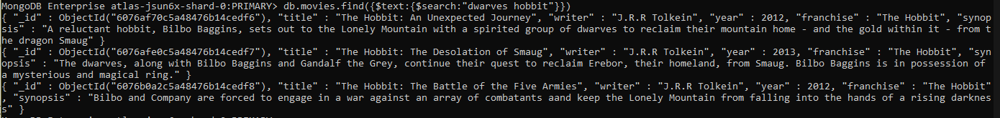 MongoDB Enterprise atlas-jsun6x-shard-0:PRIMARY> db.movies.find({$text:{$search:"dwarves hobbit"}})
{ "_id" : ObjectId("6076af70c5a48476b14cedf6"), "title" : "The Hobbit: An Unexpected Journey", "writer" : "J.R.R Tolkein", "year" : 2012, "franchise" : "The Hobbit", "synop
sis" : "A reluctant hobbit, Bilbo Baggins, sets out to the Lonely Mountain with a spirited group of dwarves to reclaim their mountain home - and the gold within it - from t
he dragon Smaug" }
{ "_id" : ObjectId("6076afe0c5a48476b14cedf7"), "title" : "The Hobbit: The Desolation of Smaug", "writer" : "J.R.R Tolkein", "year" : 2013, "franchise" : "The Hobbit", "syn
opsis" : "The dwarves, along with Bilbo Baggins and Gandalf the Grey, continue their quest to reclaim Erebor, their homeland, from Smaug. Bilbo Baggins is in possession of
a mysterious and magical ring." }
{ "_id" : ObjectId("6076b0a2c5a48476b14cedf8"), "title" : "The Hobbit: The Battle of the Five Armies", "writer" : "J.R.R Tolkein", "year" : 2012, "franchise" : "The Hobbit"
, "synopsis" : "Bilbo and Company are forced to engage in a war against an array of combatants aand keep the Lonely Mountain from falling into the hands of a rising darknes
s" }